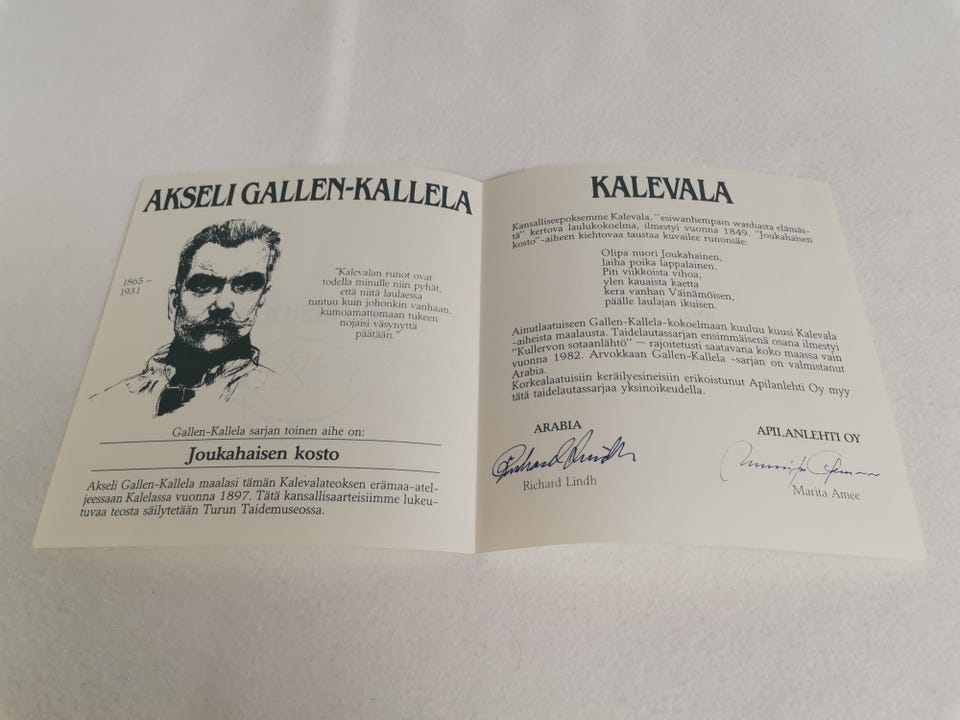 AKSELI GALLEN-KALLELA
1865 –
1931
"Kalevalan runot ovat
todella minulle niin pyhät,
että niitä laulaessa
tuntuu kuin johonkin vanhaan,
kumoamattomaan tukeen
nojaisi väsynyttä
päätään."
Gallen-Kallela sarjan toinen aihe on:
Joukahaisen kosto
Akseli Gallen-Kallela maalasi tämän Kalevalateoksen erämaa-atel-
jeessaan Kalelassa vuonna 1897. Tätä kansallisaarteisiimme lukeu-
tuvaa teosta säilytetään Turun Taidemuseossa.
KALEVALA
Kansalliseepoksemme Kalevala, "esiwanhempain wanhasta elämäs-
tä" kertova laulukokoelma, ilmestyi vuonna 1849. "Joukahaisen
kosto"-aiheen kiehtovaa taustaa kuvailee runonsäe:
Olipa nuori Joukahainen,
laiha poika lappalainen.
Piti viikkoista vihoa,
ylen kauaista kaetta
kera vanhan Väinämöisen,
päälle laulajan ikuisen.
Ainutlaatuiseen Gallen-Kallela-kokoelmaan kuuluu kuusi Kalevala
-aiheista maalausta. Taidelautassarjan ensimmäisenä osana ilmestyi
"Kullervon sotaanlähtö" — rajoitetusti saatavana koko maassa vain
vuonna 1982. Arvokkaan Gallen-Kallela -sarjan on valmistanut
Arabia.
Korkealaatuisiin keräilyesineisiin erikoistunut Apilanlehti Oy myy
tätä taidelautassarjaa yksinoikeudella.
ARABIA
Richard Lindh
Richard Lindh
APILANLEHTI OY
Marita Amee